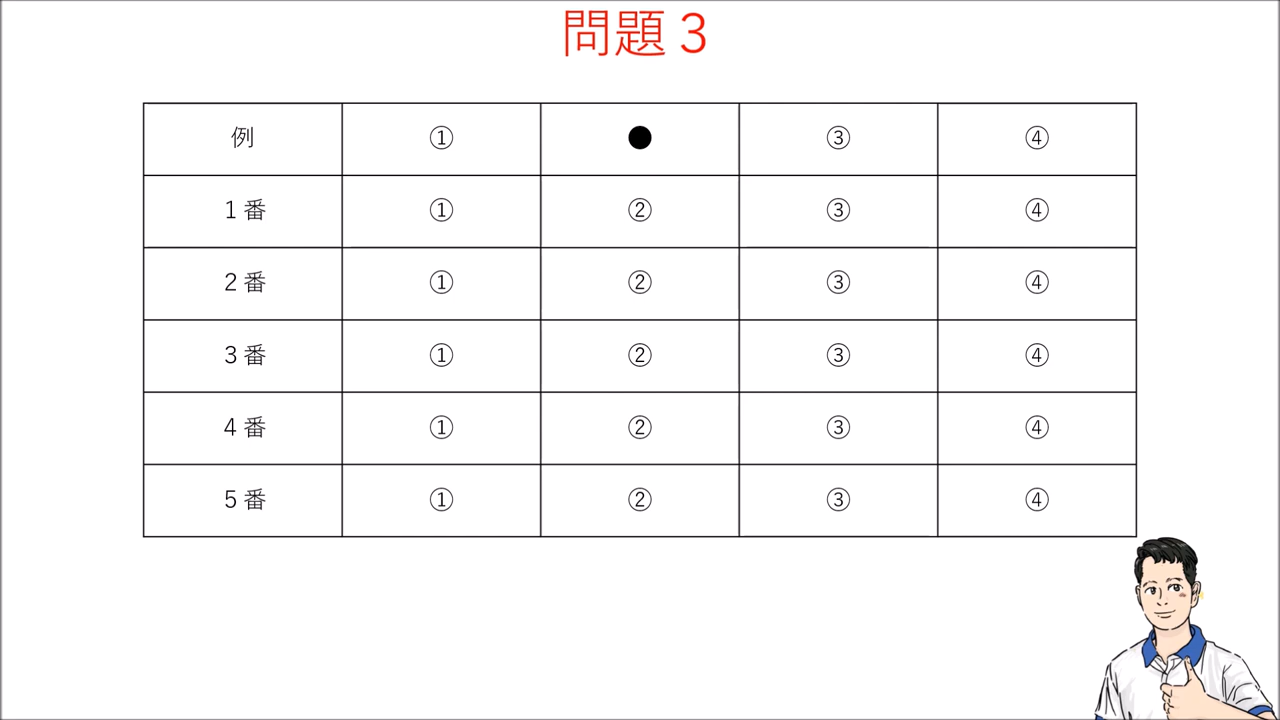 問題３
例 ① ● ③ ④
１番 ① ② ③ ④
２番 ① ② ③ ④
３番 ① ② ③ ④
４番 ① ② ③ ④
５番 ① ② ③ ④